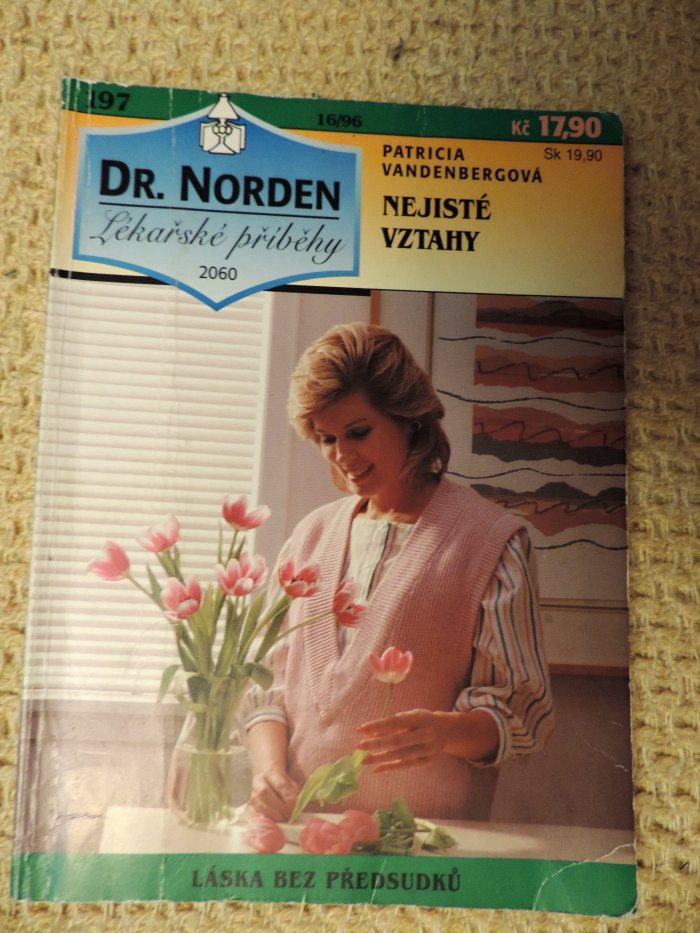 197
16/96
Kč 17,90
Sk 19,90
DR. NORDEN
Lékařské příběhy
2060
PATRICIA
VANDENBERGOVÁ
NEJISTÉ
VZTAHY
LÁSKA BEZ PŘEDSUDKŮ